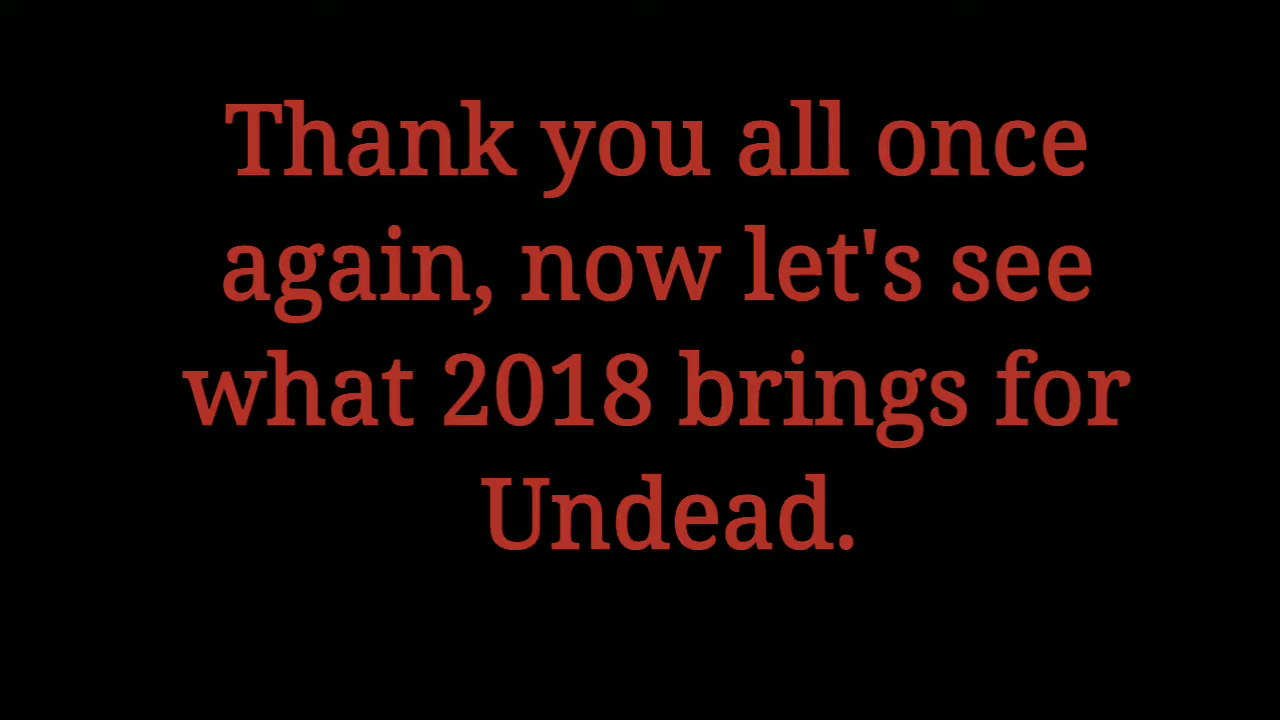 Thank you all once
again, now let's see
what 2018 brings for
Undead.